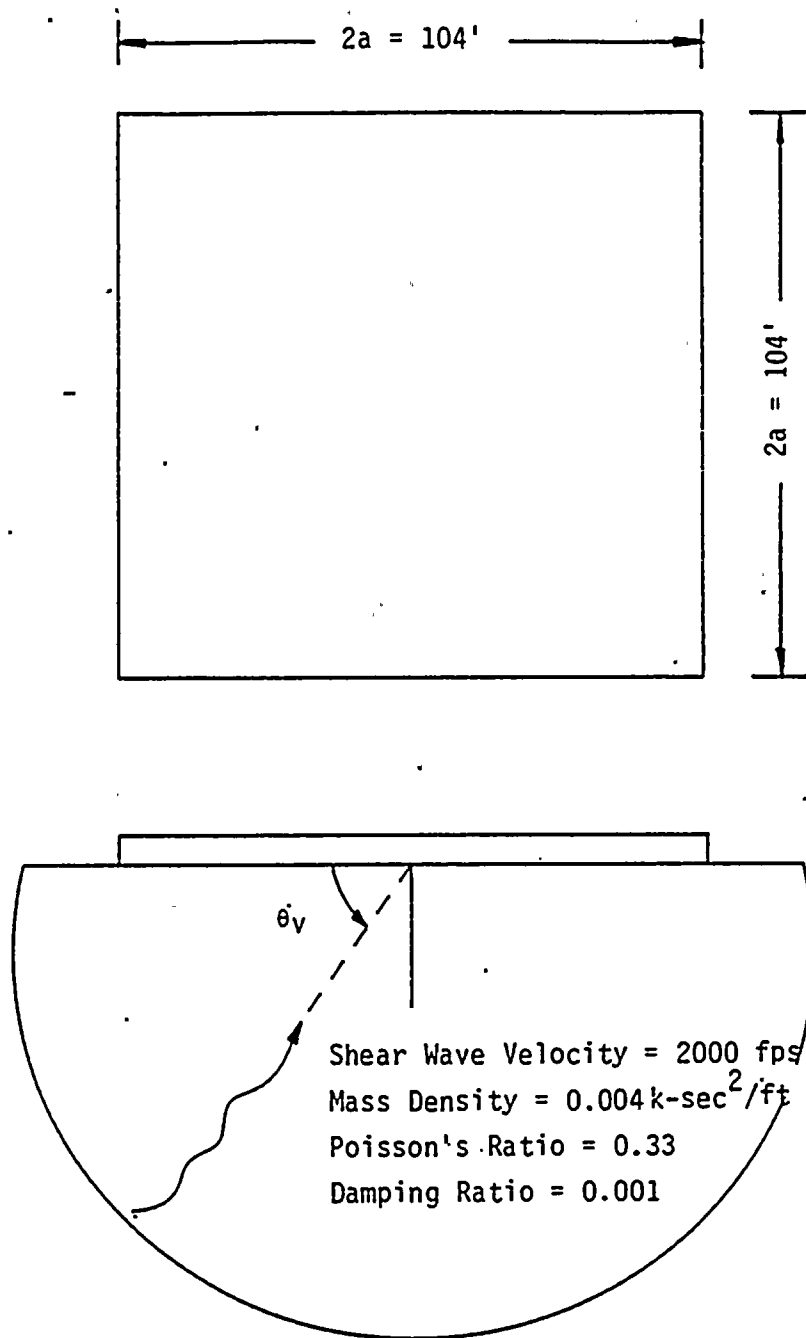 2a = 104'
2a = 104'
θv
Shear Wave Velocity = 2000 fps
Mass Density = 0.004 k-sec²/ft
Poisson's Ratio = 0.33
Damping Ratio = 0.001